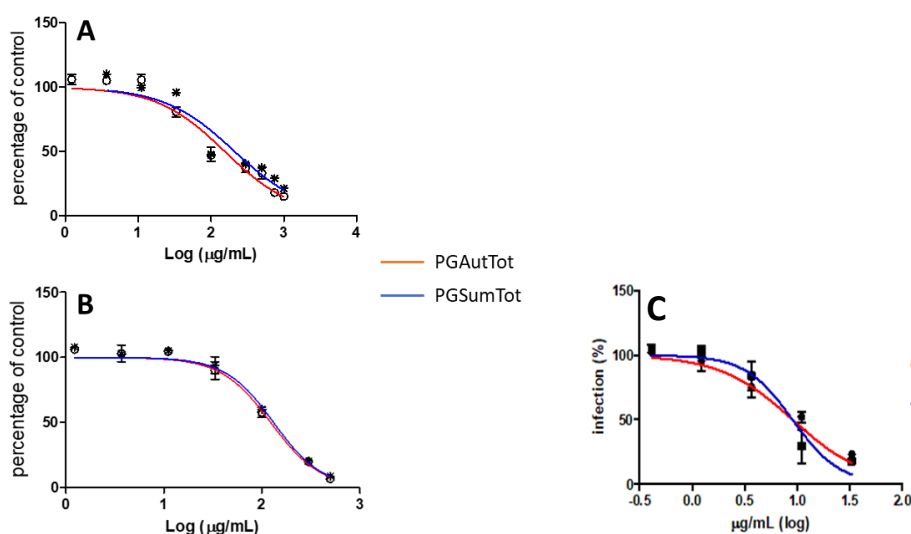 A
150
100
50
0
percentage of control
0 1 2 3 4
Log (µg/mL)
PGAutTot
PGSumTot
B
150
100
50
0
percentage of control
0 1 2 3
Log (µg/mL)
C
150
100
50
0
infection (%)
-0.5 0.0 0.5 1.0 1.5 2.0
µg/mL (log)